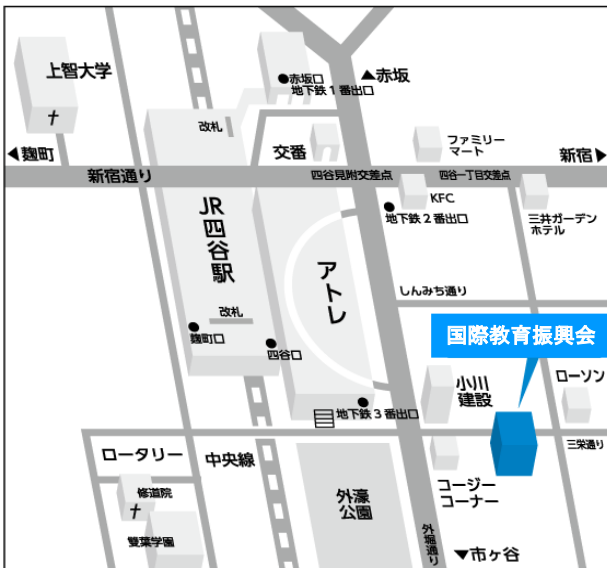 上智大学
赤坂口
地下鉄1番出口
▲赤坂
改札
交番
ファミリー
マート
◀麹町
新宿通り
四谷見附交差点
四谷一丁目交差点
新宿▶
KFC
地下鉄2番出口
三井ガーデン
ホテル
JR四谷駅
アトレ
しんみち通り
改札
麹町口
四谷口
国際教育振興会
小川
建設
ローソン
地下鉄3番出口
三栄通り
ロータリー
中央線
修道院
雙葉学園
外濠
公園
コージー
コーナー
外堀通り
▼市ヶ谷